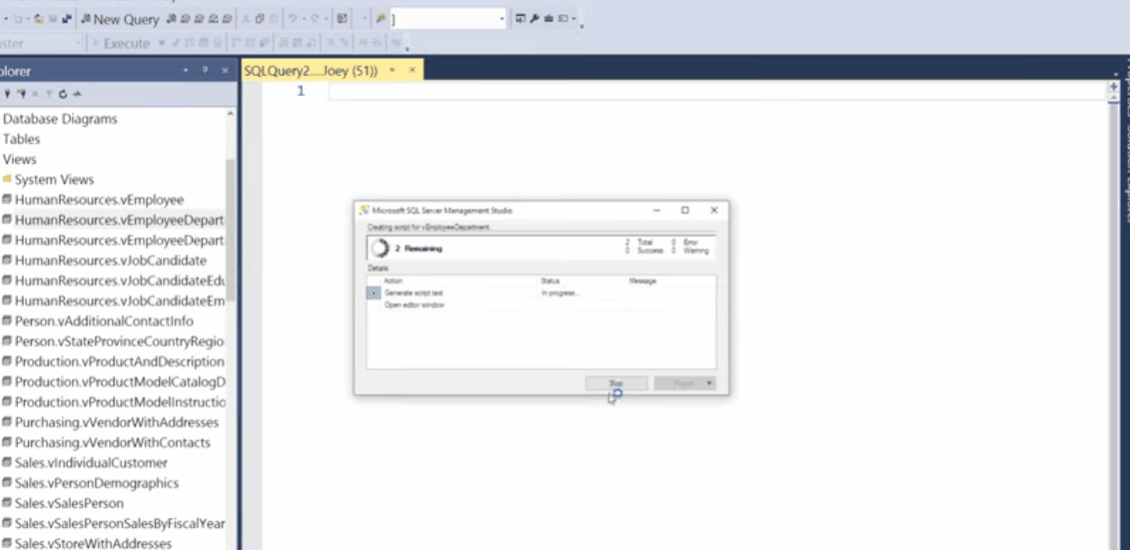 New Query
]
Execute
SQLQuery2....Joey (51))
1
Database Diagrams
Tables
Views
System Views
HumanResources.vEmployee
HumanResources.vEmployeeDepart
HumanResources.vEmployeeDepart
HumanResources.vJobCandidate
HumanResources.vJobCandidateEdu
HumanResources.vJobCandidateEm
Person.vAdditionalContactInfo
Person.vStateProvinceCountryRegio
Production.vProductAndDescription
Production.vProductModelCatalogD
Production.vProductModelInstructio
Purchasing.vVendorWithAddresses
Purchasing.vVendorWithContacts
Sales.vIndividualCustomer
Sales.vPersonDemographics
Sales.vSalesPerson
Sales.vSalesPersonSalesByFiscalYear
Sales.vStoreWithAddresses
Microsoft SQL Server Management Studio
Creating script for vEmployeeDepartment.
2 Remaining
2 Total 0 Error
0 Success 0 Warning
Details
Action Status Message
Generate script text In progress...
Open editor window
Stop
Report